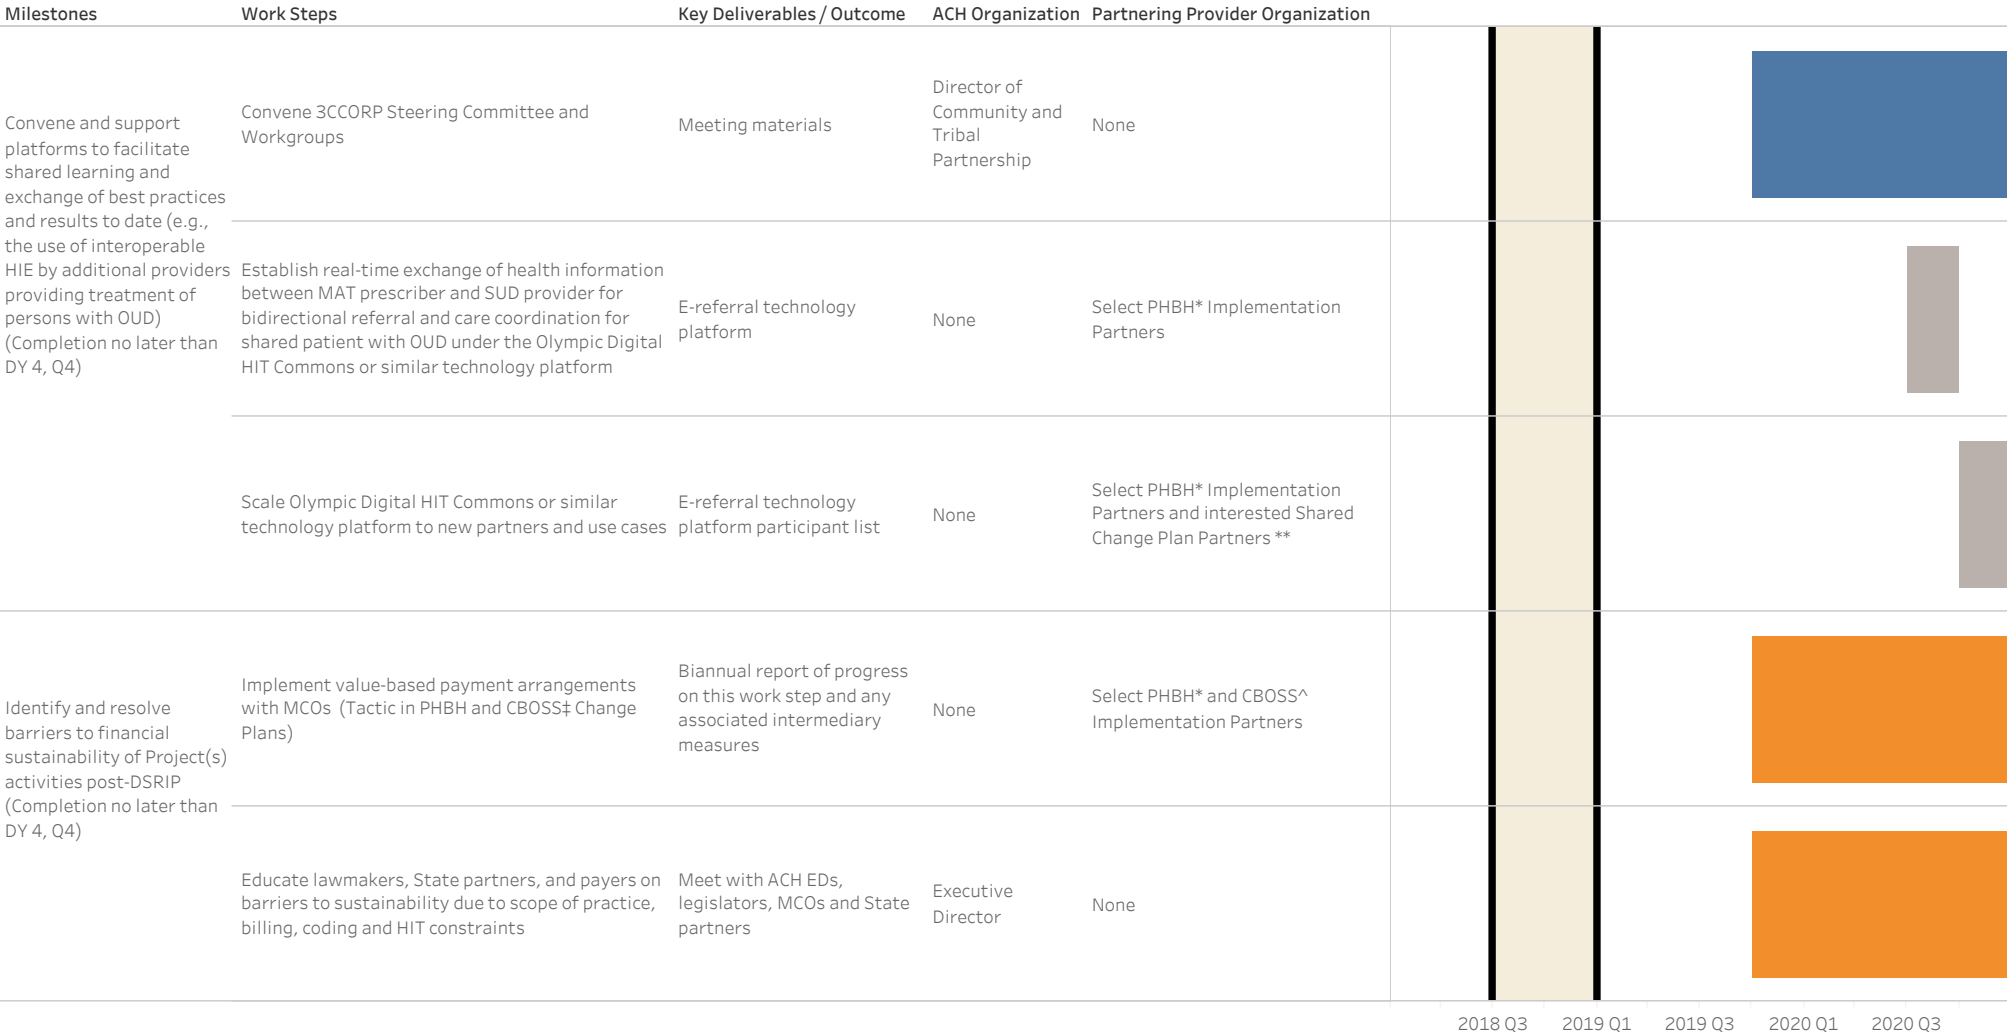 Milestones
Work Steps
Key Deliverables / Outcome
ACH Organization
Partnering Provider Organization
Convene and support
platforms to facilitate
shared learning and
exchange of best practices
and results to date (e.g.,
the use of interoperable
HIE by additional providers
providing treatment of
persons with OUD)
(Completion no later than
DY 4, Q4)
Convene 3CCORP Steering Committee and
Workgroups
Meeting materials
Director of
Community and
Tribal
Partnership
None
Establish real-time exchange of health information
between MAT prescriber and SUD provider for
bidirectional referral and care coordination for
shared patient with OUD under the Olympic Digital
HIT Commons or similar technology platform
E-referral technology
platform
None
Select PHBH* Implementation
Partners
Scale Olympic Digital HIT Commons or similar
technology platform to new partners and use cases
E-referral technology
platform participant list
None
Select PHBH* Implementation
Partners and interested Shared
Change Plan Partners **
Identify and resolve
barriers to financial
sustainability of Project(s)
activities post-DSRIP
(Completion no later than
DY 4, Q4)
Implement value-based payment arrangements
with MCOs (Tactic in PHBH and CBOSS‡ Change
Plans)
Biannual report of progress
on this work step and any
associated intermediary
measures
None
Select PHBH* and CBOSS^
Implementation Partners
Educate lawmakers, State partners, and payers on
barriers to sustainability due to scope of practice,
billing, coding and HIT constraints
Meet with ACH EDs,
legislators, MCOs and State
partners
Executive
Director
None
2018 Q3
2019 Q1
2019 Q3
2020 Q1
2020 Q3